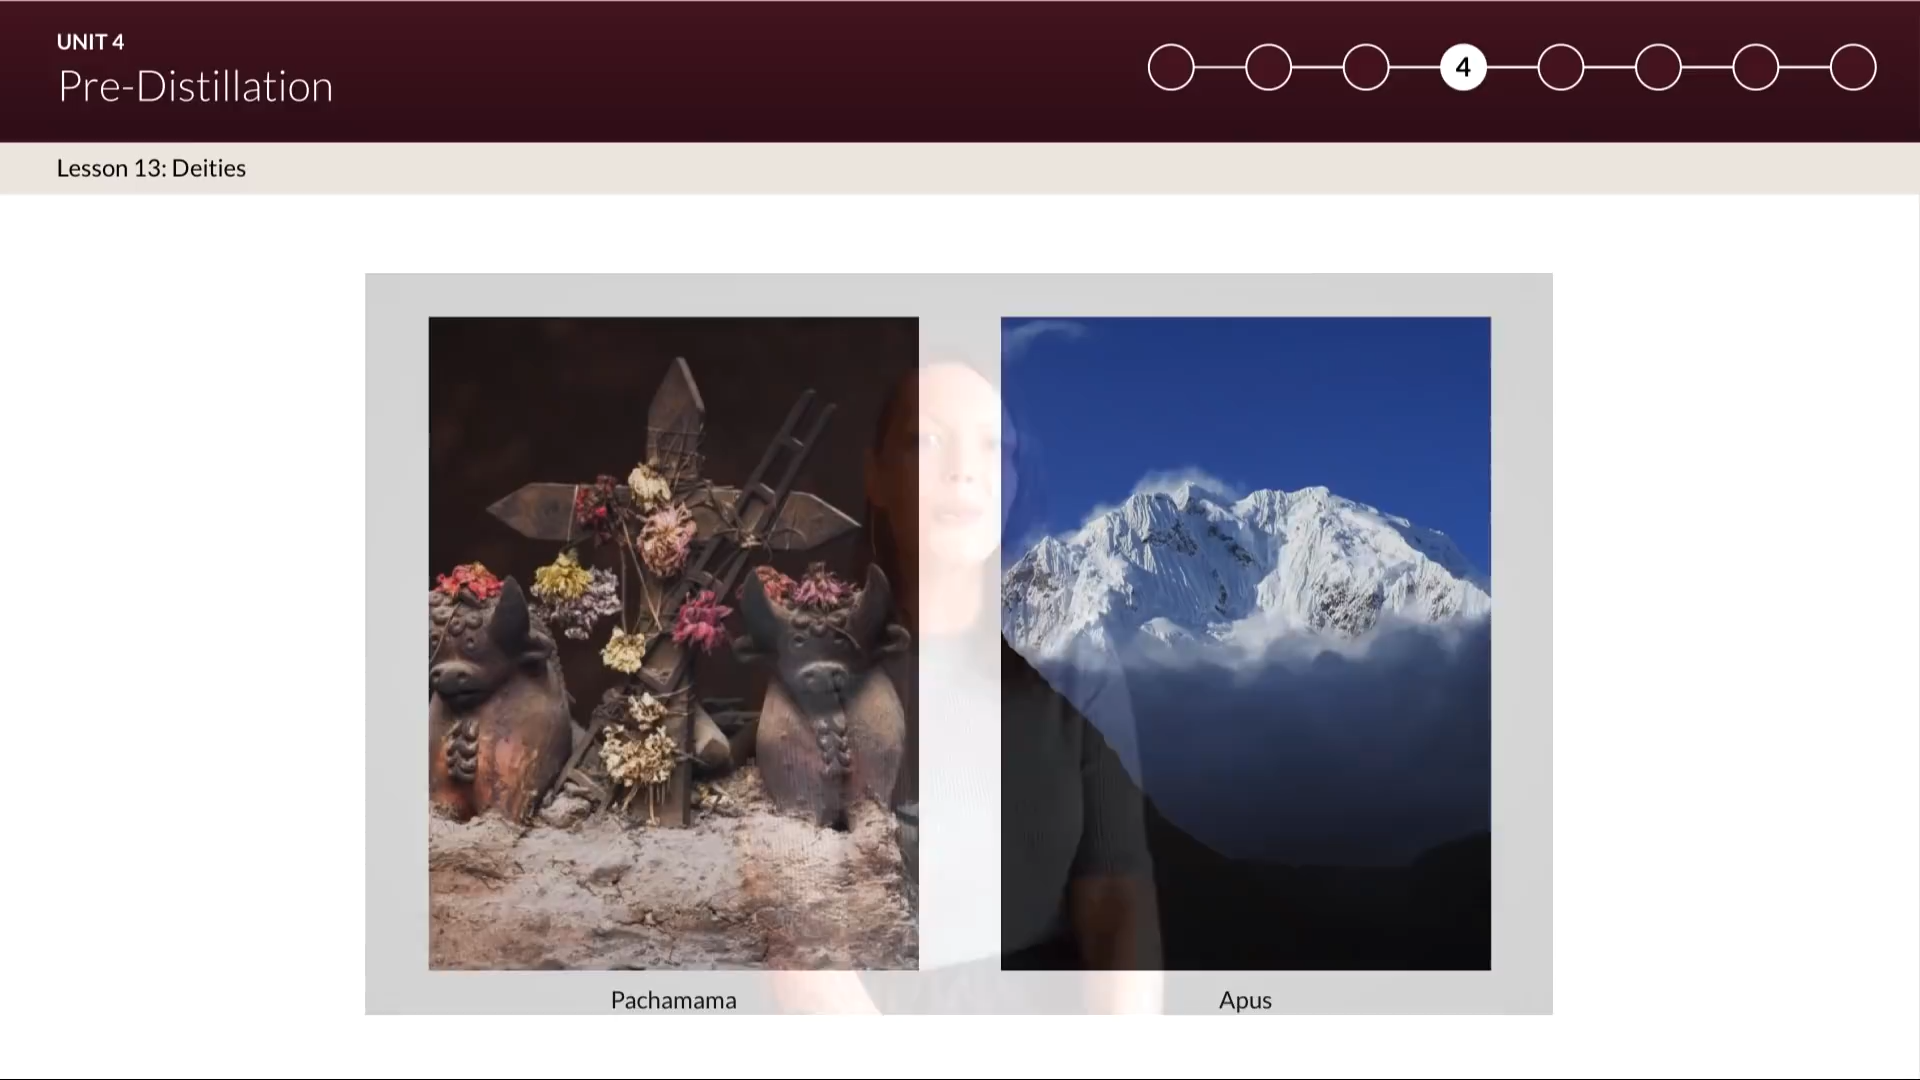 UNIT 4
Pre-Distillation
4
Lesson 13: Deities
Pachamama
Apus